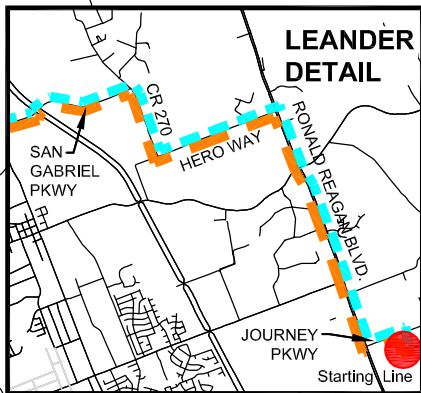 LEANDER
DETAIL
CR 270
SAN
GABRIEL
PKWY
HERO WAY
RONALD REAGAN BLVD.
JOURNEY
PKWY
Starting Line